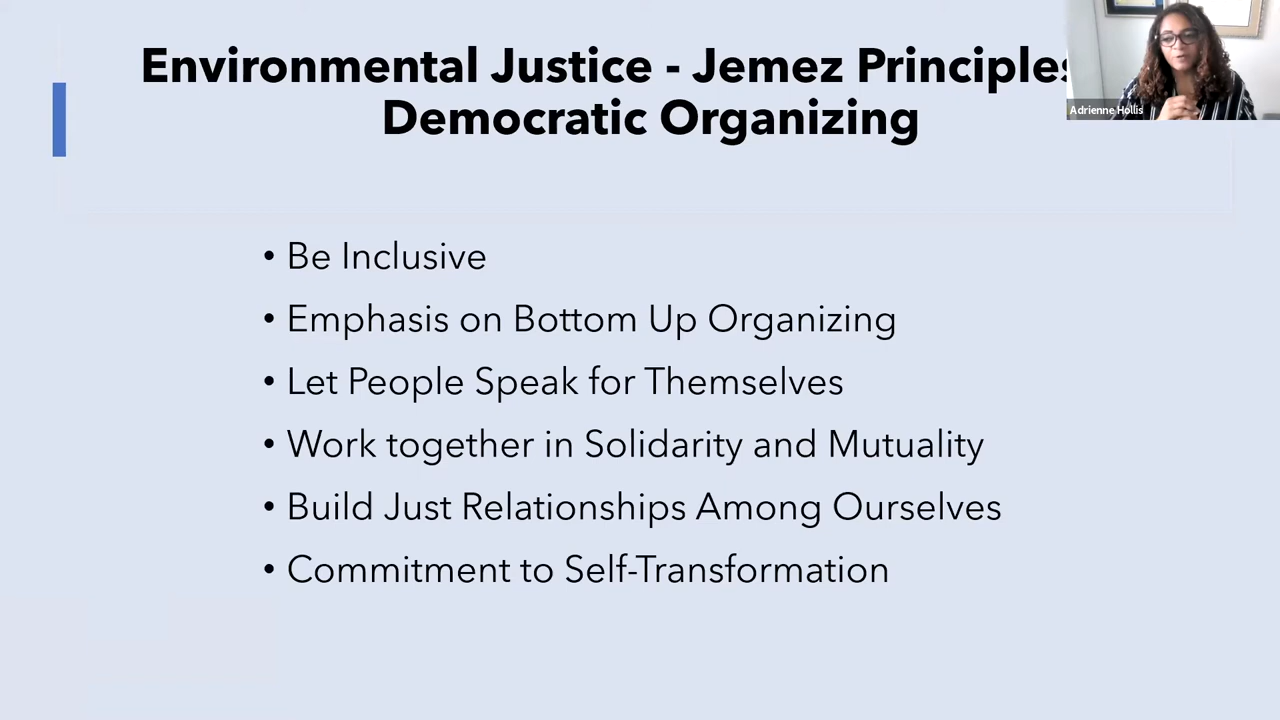 Environmental Justice - Jemez Principles
Democratic Organizing
Adrienne Hollis
• Be Inclusive
• Emphasis on Bottom Up Organizing
• Let People Speak for Themselves
• Work together in Solidarity and Mutuality
• Build Just Relationships Among Ourselves
• Commitment to Self-Transformation